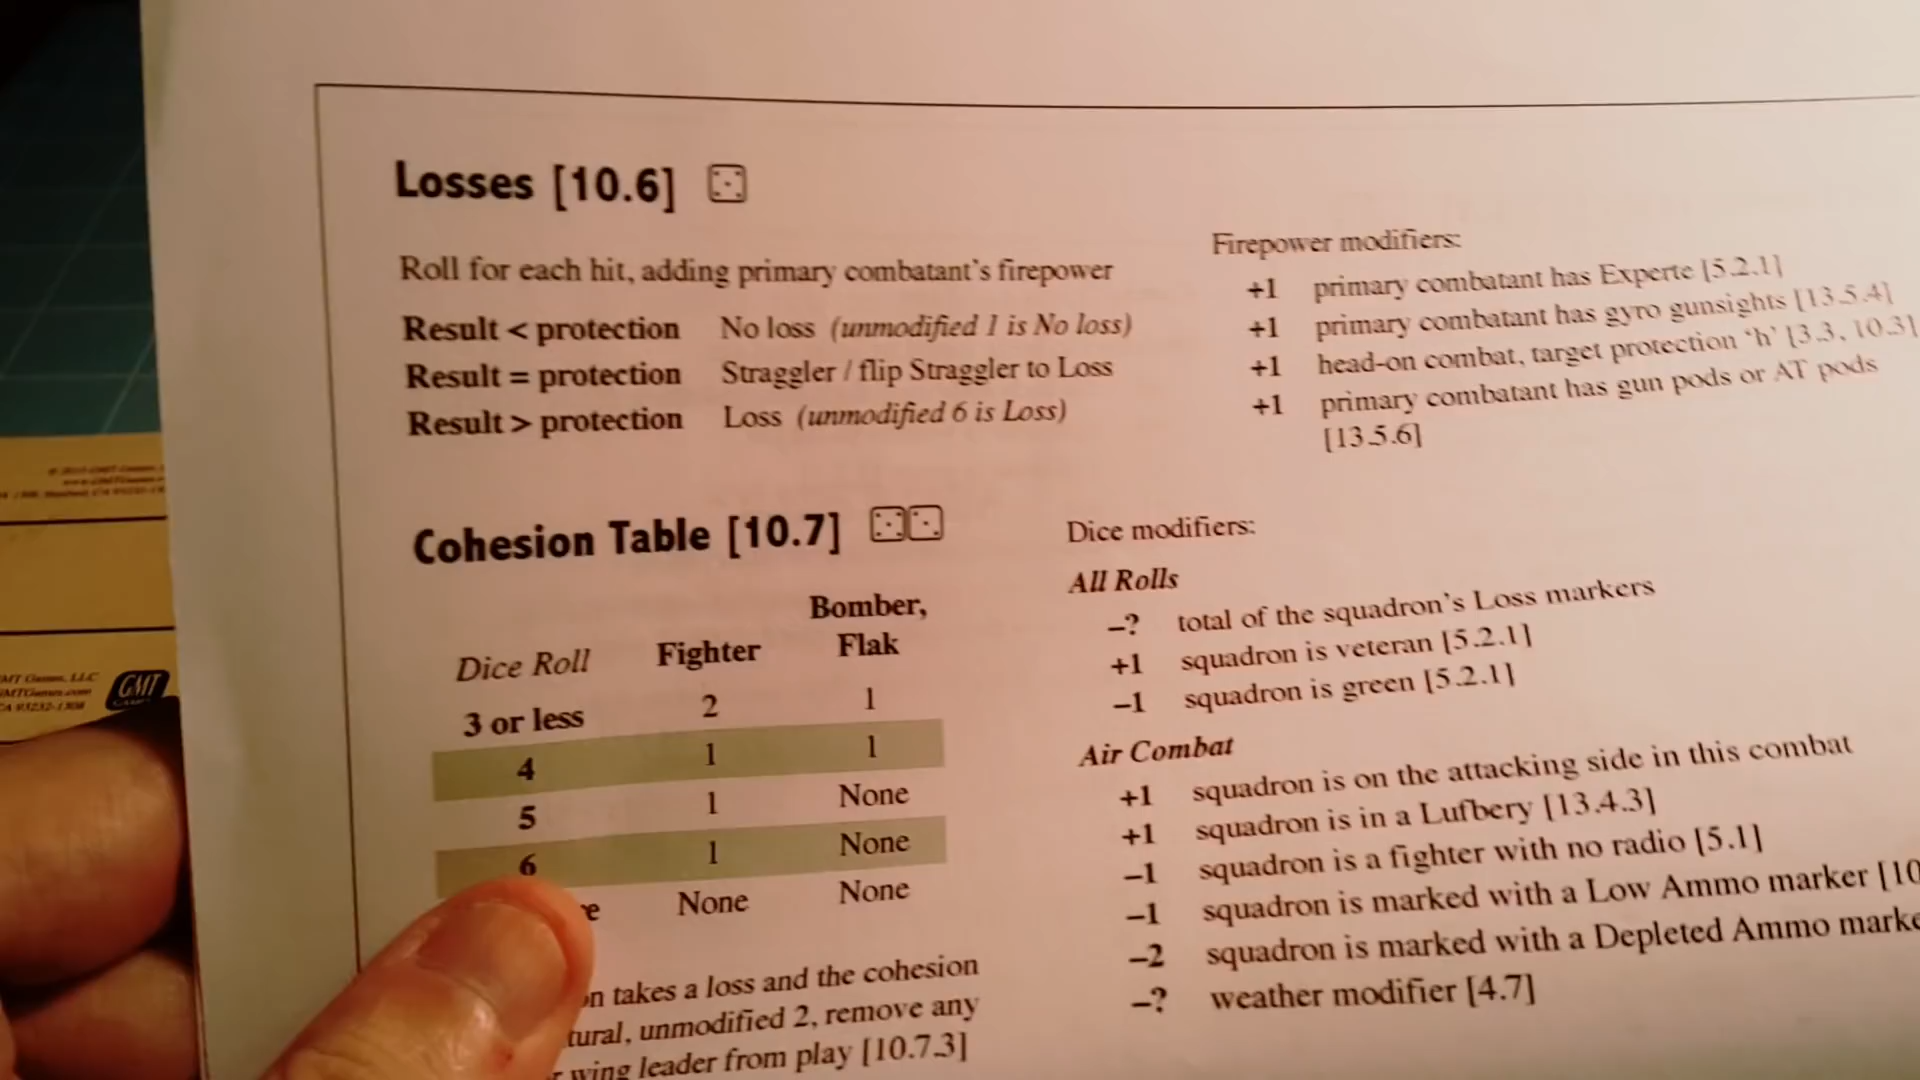 Losses [10.6]
Roll for each hit, adding primary combatant's firepower
Result < protection No loss (unmodified 1 is No loss)
Result = protection Straggler / flip Straggler to Loss
Result > protection Loss (unmodified 6 is Loss)
Firepower modifiers:
+1 primary combatant has Experte [5.2.1]
+1 primary combatant has gyro gunsights [13.5.4]
+1 head-on combat, target protection 'h' [3.3, 10.3]
+1 primary combatant has gun pods or AT pods
[13.5.6]
Cohesion Table [10.7]
Bomber,
Dice Roll Fighter Flak
3 or less 2 1
4 1 1
5 1 None
6 1 None
None None
takes a loss and the cohesion
unmodified 2, remove any
wing leader from play [10.7.3]
Dice modifiers:
All Rolls
–? total of the squadron's Loss markers
+1 squadron is veteran [5.2.1]
–1 squadron is green [5.2.1]
Air Combat
+1 squadron is on the attacking side in this combat
+1 squadron is in a Lufbery [13.4.3]
–1 squadron is a fighter with no radio [5.1]
–1 squadron is marked with a Low Ammo marker [10
–2 squadron is marked with a Depleted Ammo marke
–? weather modifier [4.7]
GMT